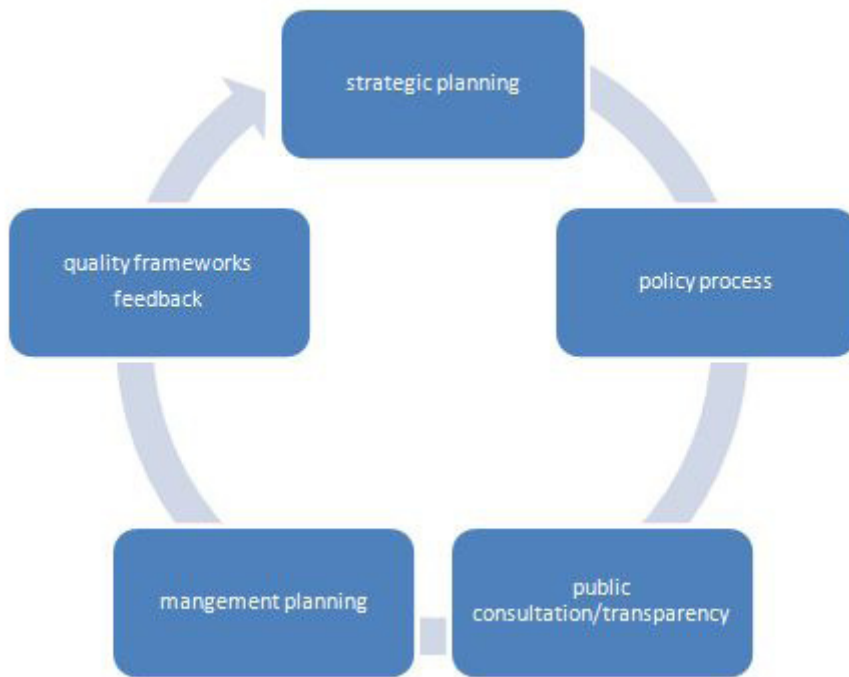 strategic planning
policy process
public
consultation/transparency
mangement planning
quality frameworks
feedback